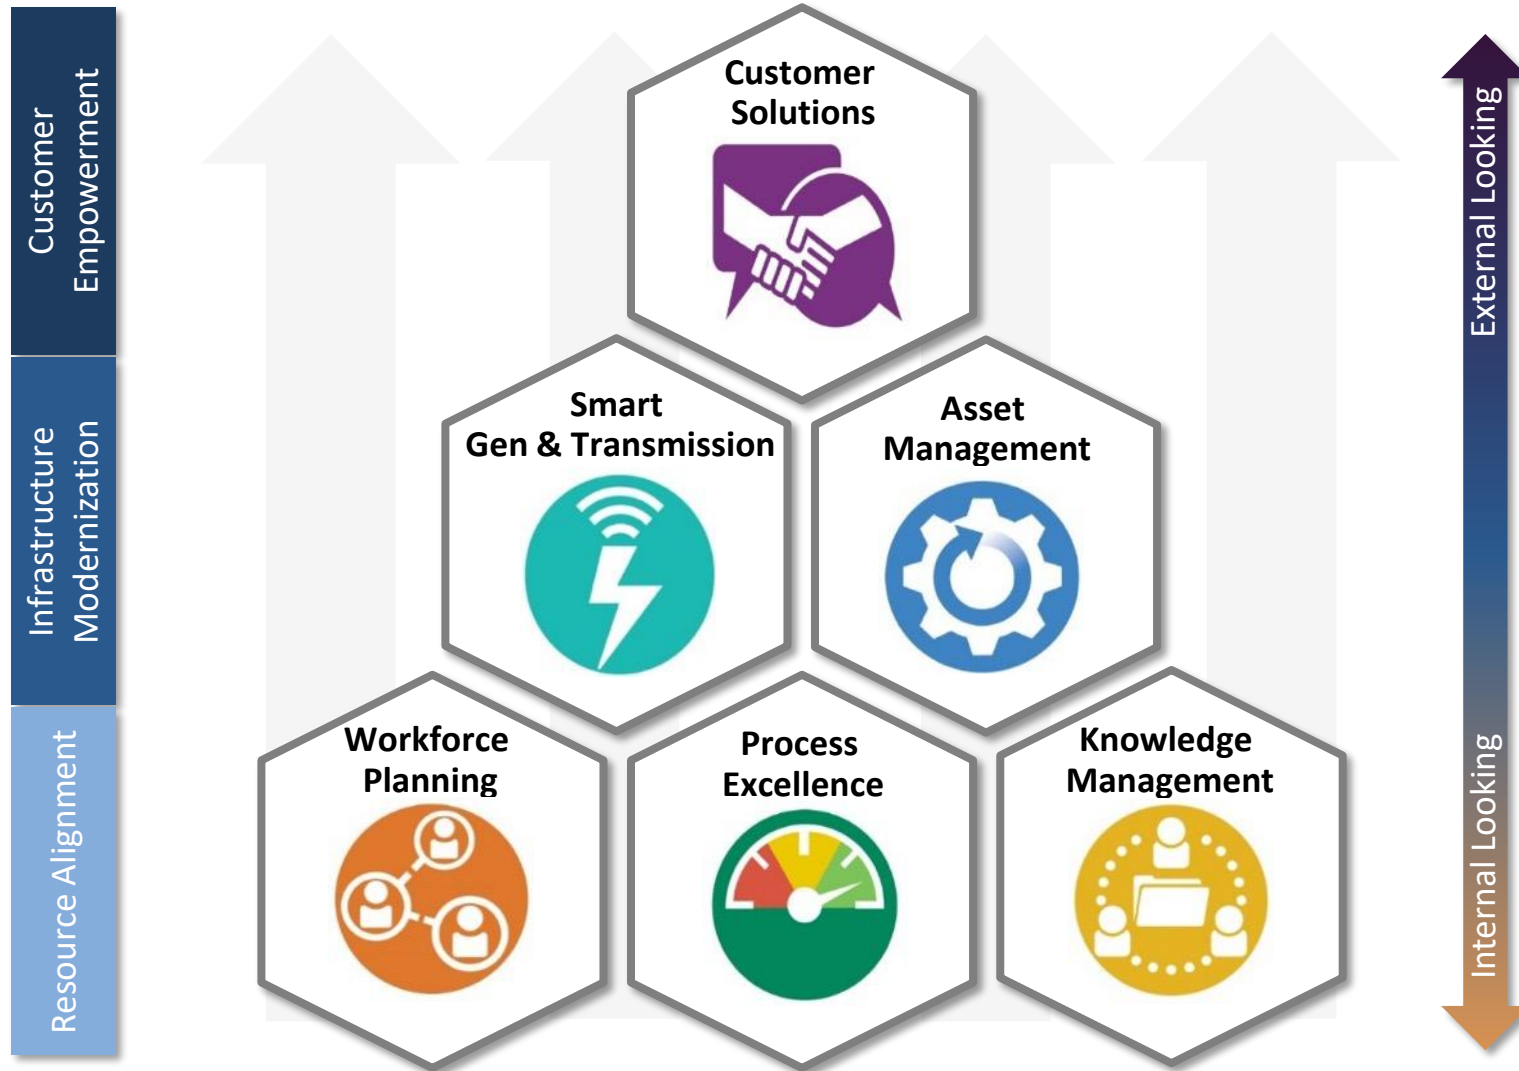 Customer
Empowerment
Customer
Solutions
External Looking
Infrastructure
Modernization
Smart
Gen & Transmission
Asset
Management
Resource Alignment
Workforce
Planning
Process
Excellence
Knowledge
Management
Internal Looking